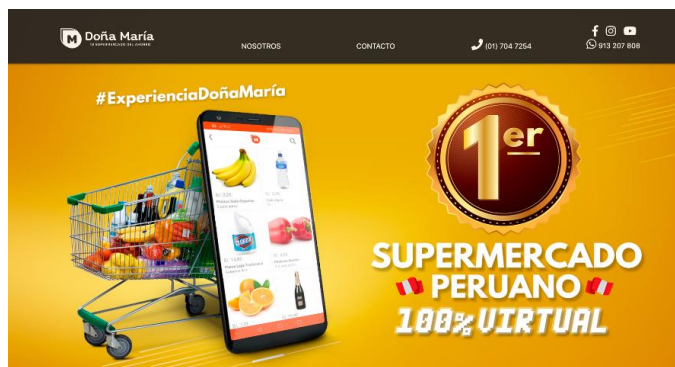 Doña María
NOSOTROS
CONTACTO
(01) 704 7254
913 207 808
#ExperienciaDoñaMaría
1er
SUPERMERCADO
PERUANO
100% VIRTUAL